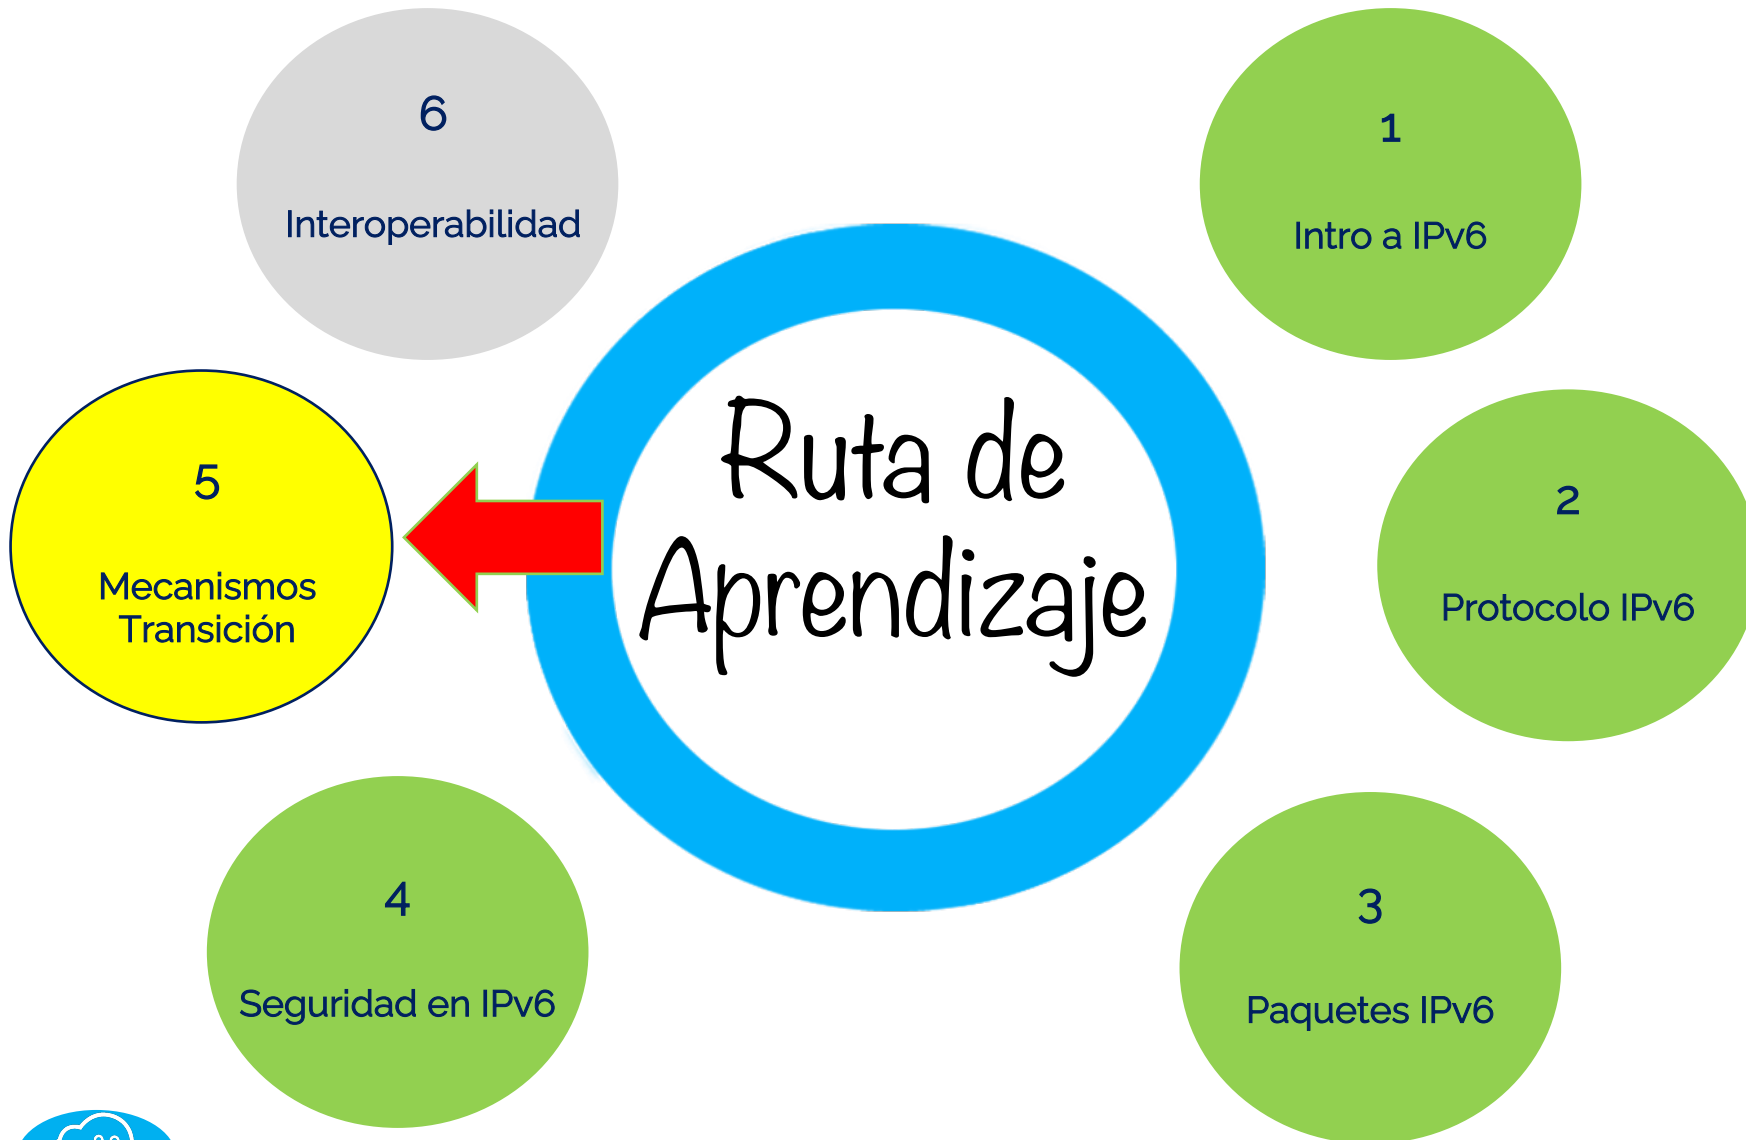 Ruta de
Aprendizaje
1
Intro a IPv6
2
Protocolo IPv6
3
Paquetes IPv6
4
Seguridad en IPv6
5
Mecanismos
Transición
6
Interoperabilidad